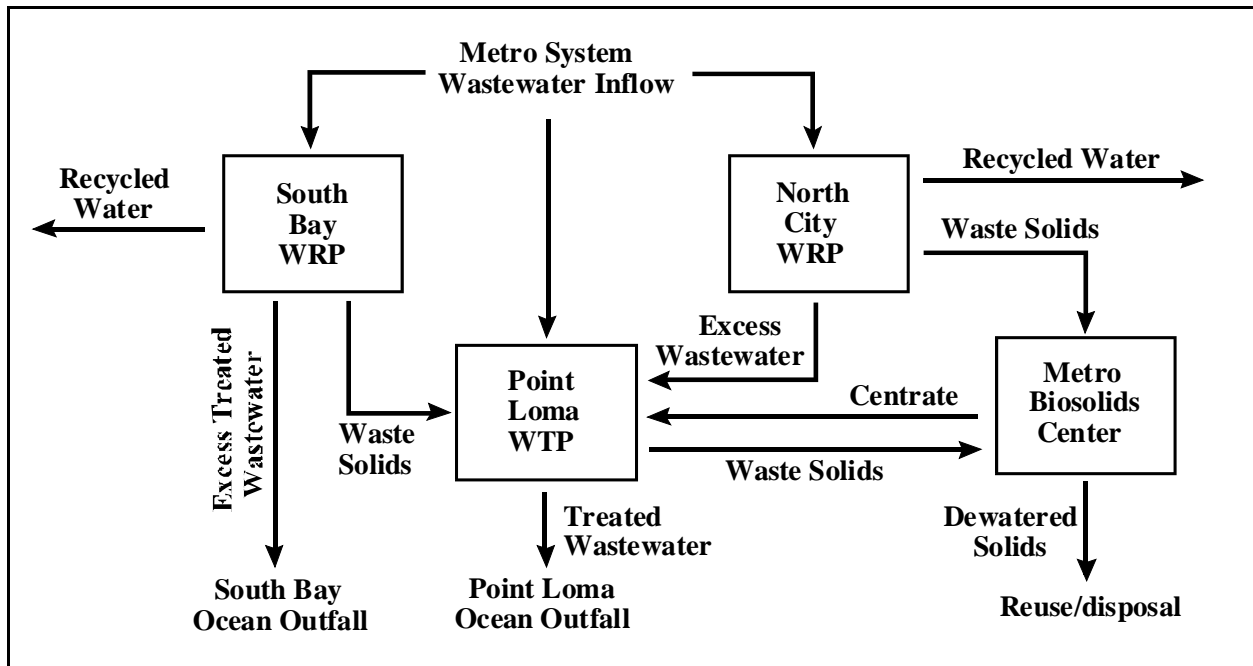 Metro System
Wastewater Inflow
Recycled
Water
South
Bay
WRP
North
City
WRP
Recycled Water
Waste Solids
Excess Treated
Wastewater
Waste
Solids
Point
Loma
WTP
Excess
Wastewater
Centrate
Waste Solids
Metro
Biosolids
Center
Treated
Wastewater
Dewatered
Solids
South Bay
Ocean Outfall
Point Loma
Ocean Outfall
Reuse/disposal